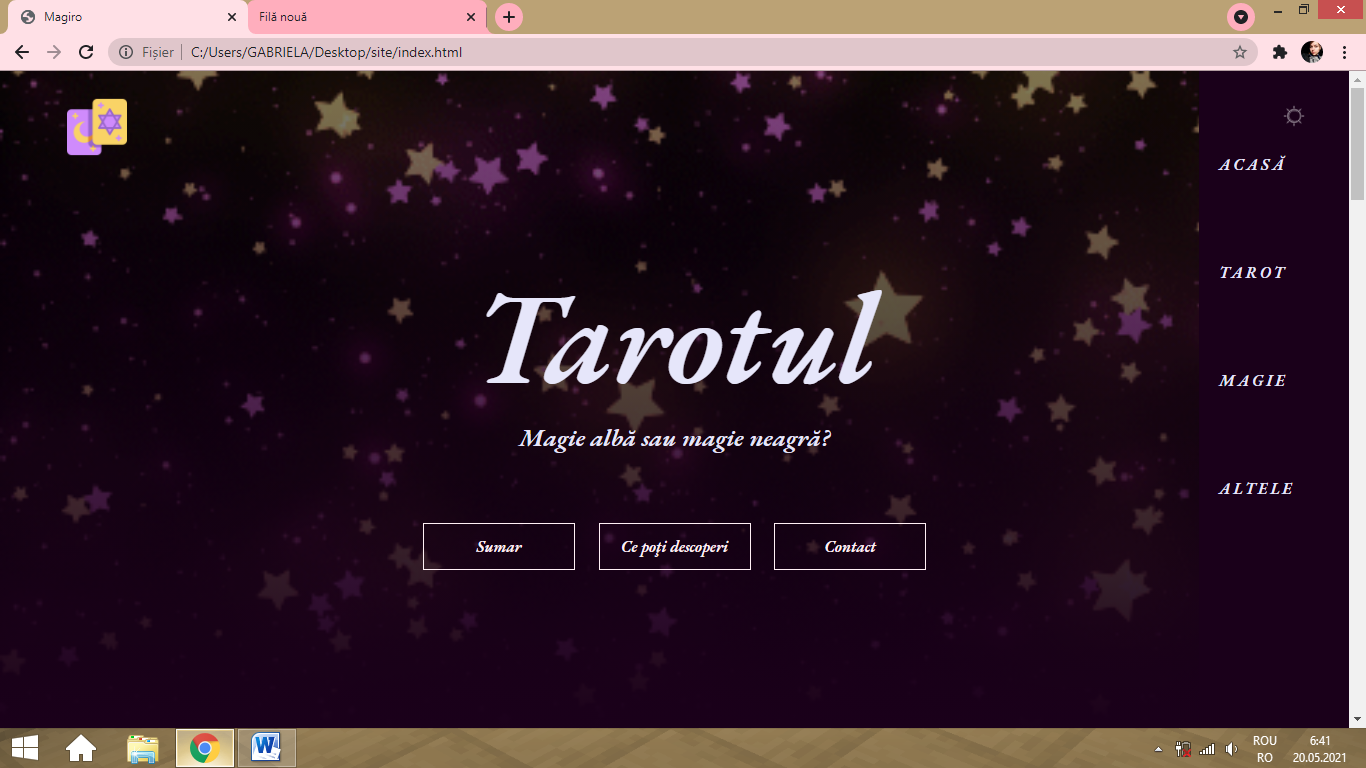 Magiro
Filă nouă
Fișier
C:/Users/GABRIELA/Desktop/site/index.html
ACASĂ
TAROT
MAGIE
ALTELE
Tarotul
Magie albă sau magie neagră?
Sumar
Ce poţi descoperi
Contact
ROU
RO
6:41
20.05.2021